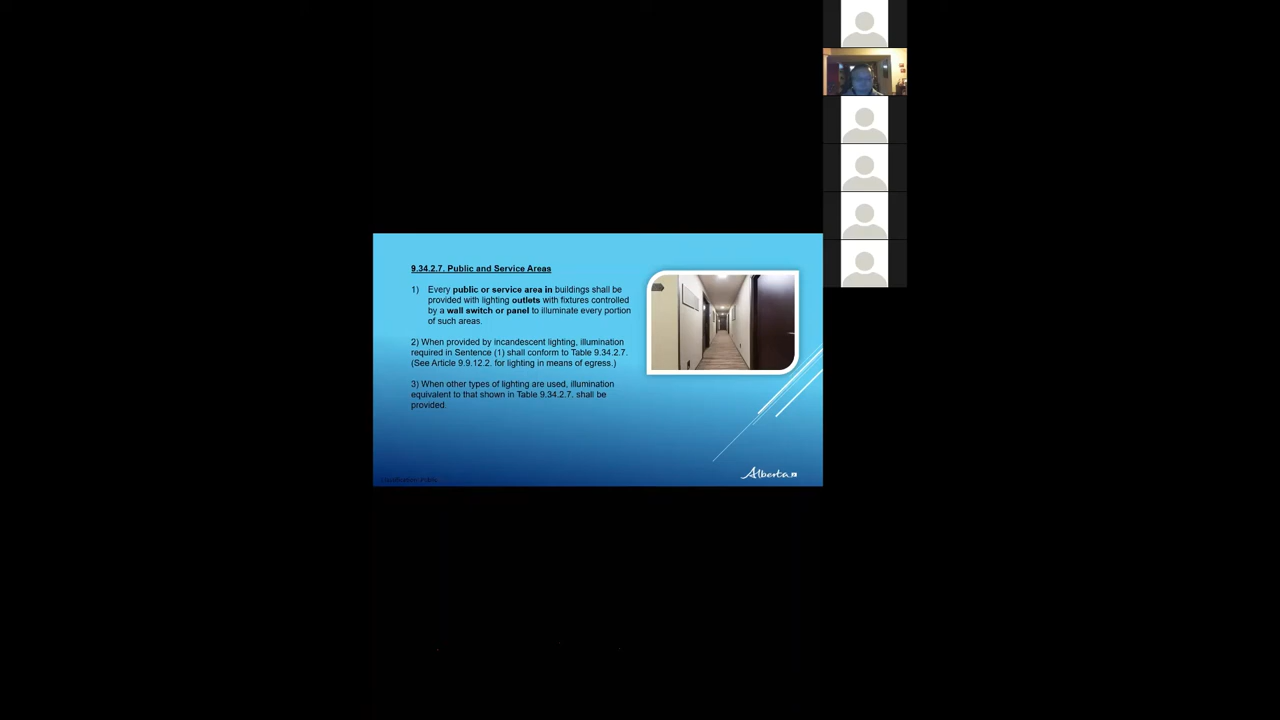 9.34.2.7. Public and Service Areas
1) Every public or service area in buildings shall be
provided with lighting outlets with fixtures controlled
by a wall switch or panel to illuminate every portion
of such areas.
2) When provided by incandescent lighting, illumination
required in Sentence (1) shall conform to Table 9.34.2.7.
(See Article 9.9.12.2. for lighting in means of egress.)
3) When other types of lighting are used, illumination
equivalent to that shown in Table 9.34.2.7. shall be
provided.
Alberta
Classification: Public